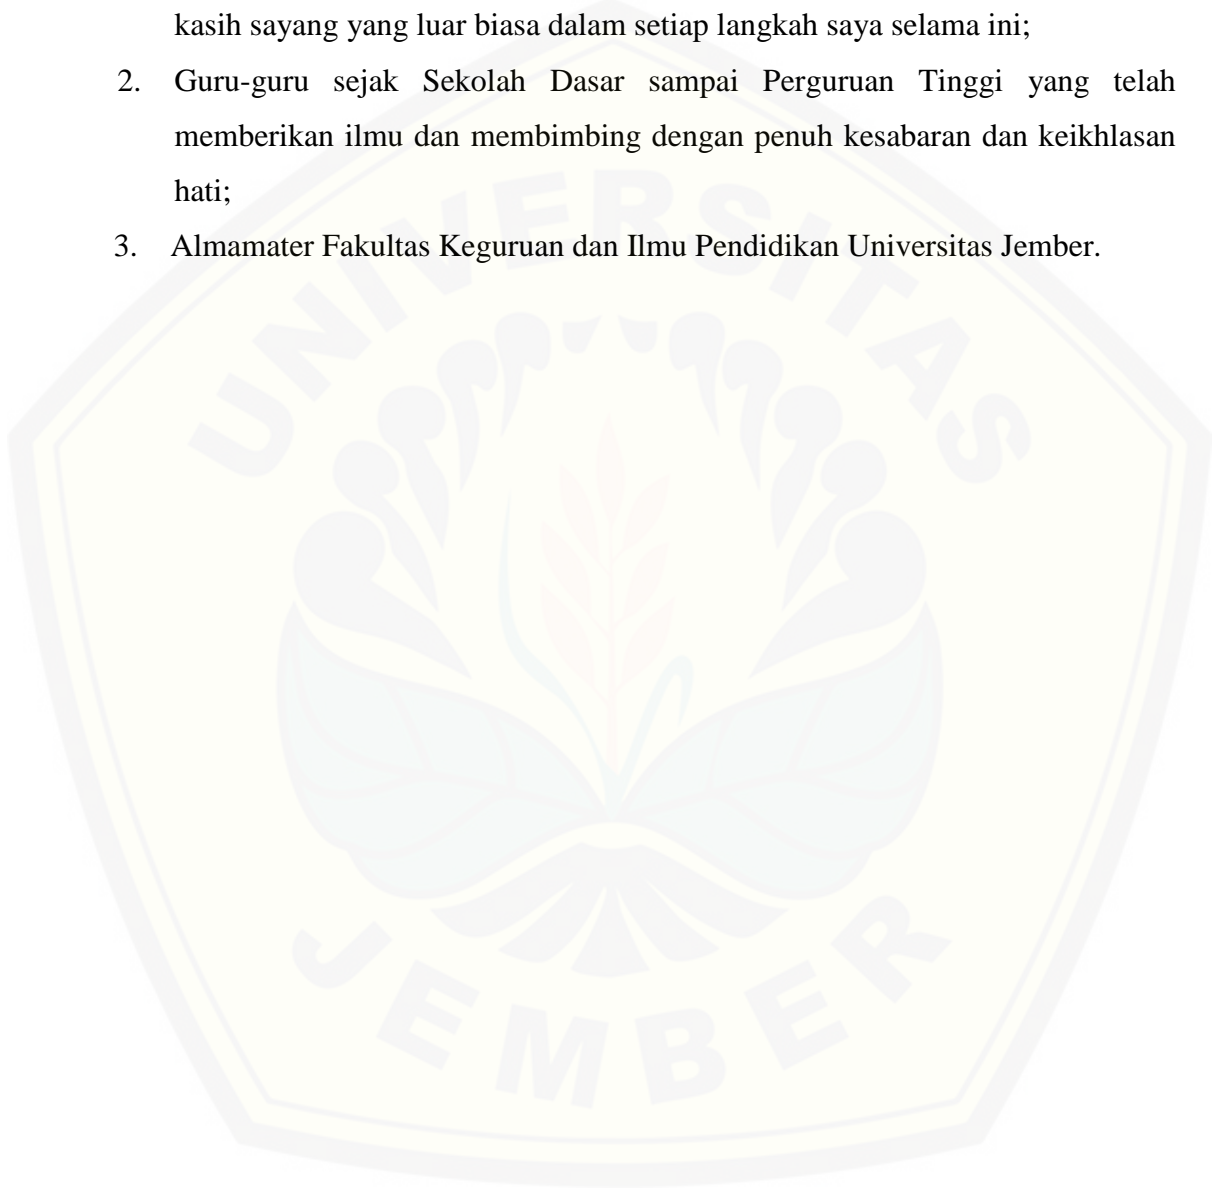 kasih sayang yang luar biasa dalam setiap langkah saya selama ini;
2. Guru-guru sejak Sekolah Dasar sampai Perguruan Tinggi yang telah
memberikan ilmu dan membimbing dengan penuh kesabaran dan keikhlasan
hati;
3. Almamater Fakultas Keguruan dan Ilmu Pendidikan Universitas Jember.
UNIVERSITAS
JEMBER